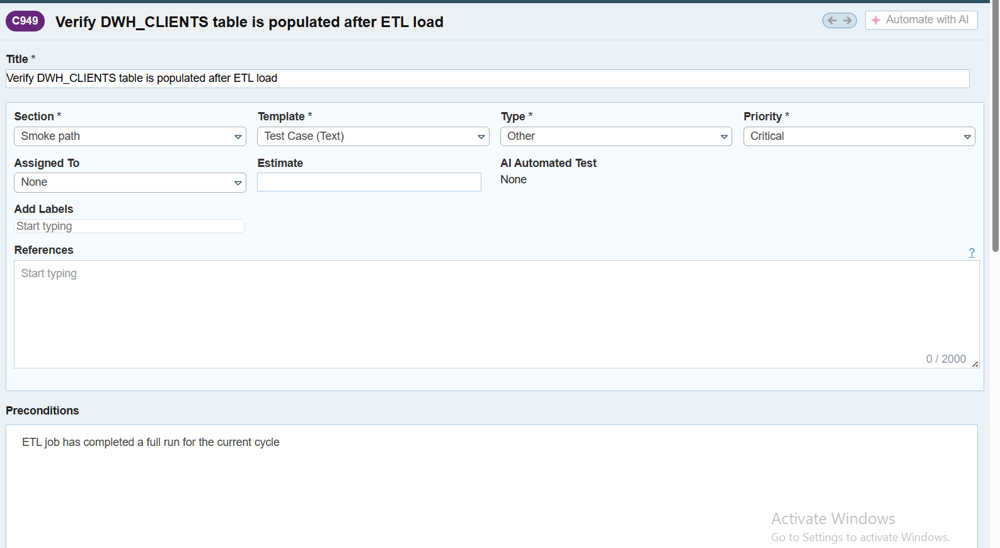 C949 Verify DWH_CLIENTS table is populated after ETL load Automate with AI
Title *
Verify DWH_CLIENTS table is populated after ETL load
Section * Template * Type * Priority *
Smoke path Test Case (Text) Other Critical
Assigned To Estimate AI Automated Test
None None
Add Labels
Start typing
References ?
Start typing
0 / 2000
Preconditions
ETL job has completed a full run for the current cycle
Activate Windows
Go to Settings to activate Windows.